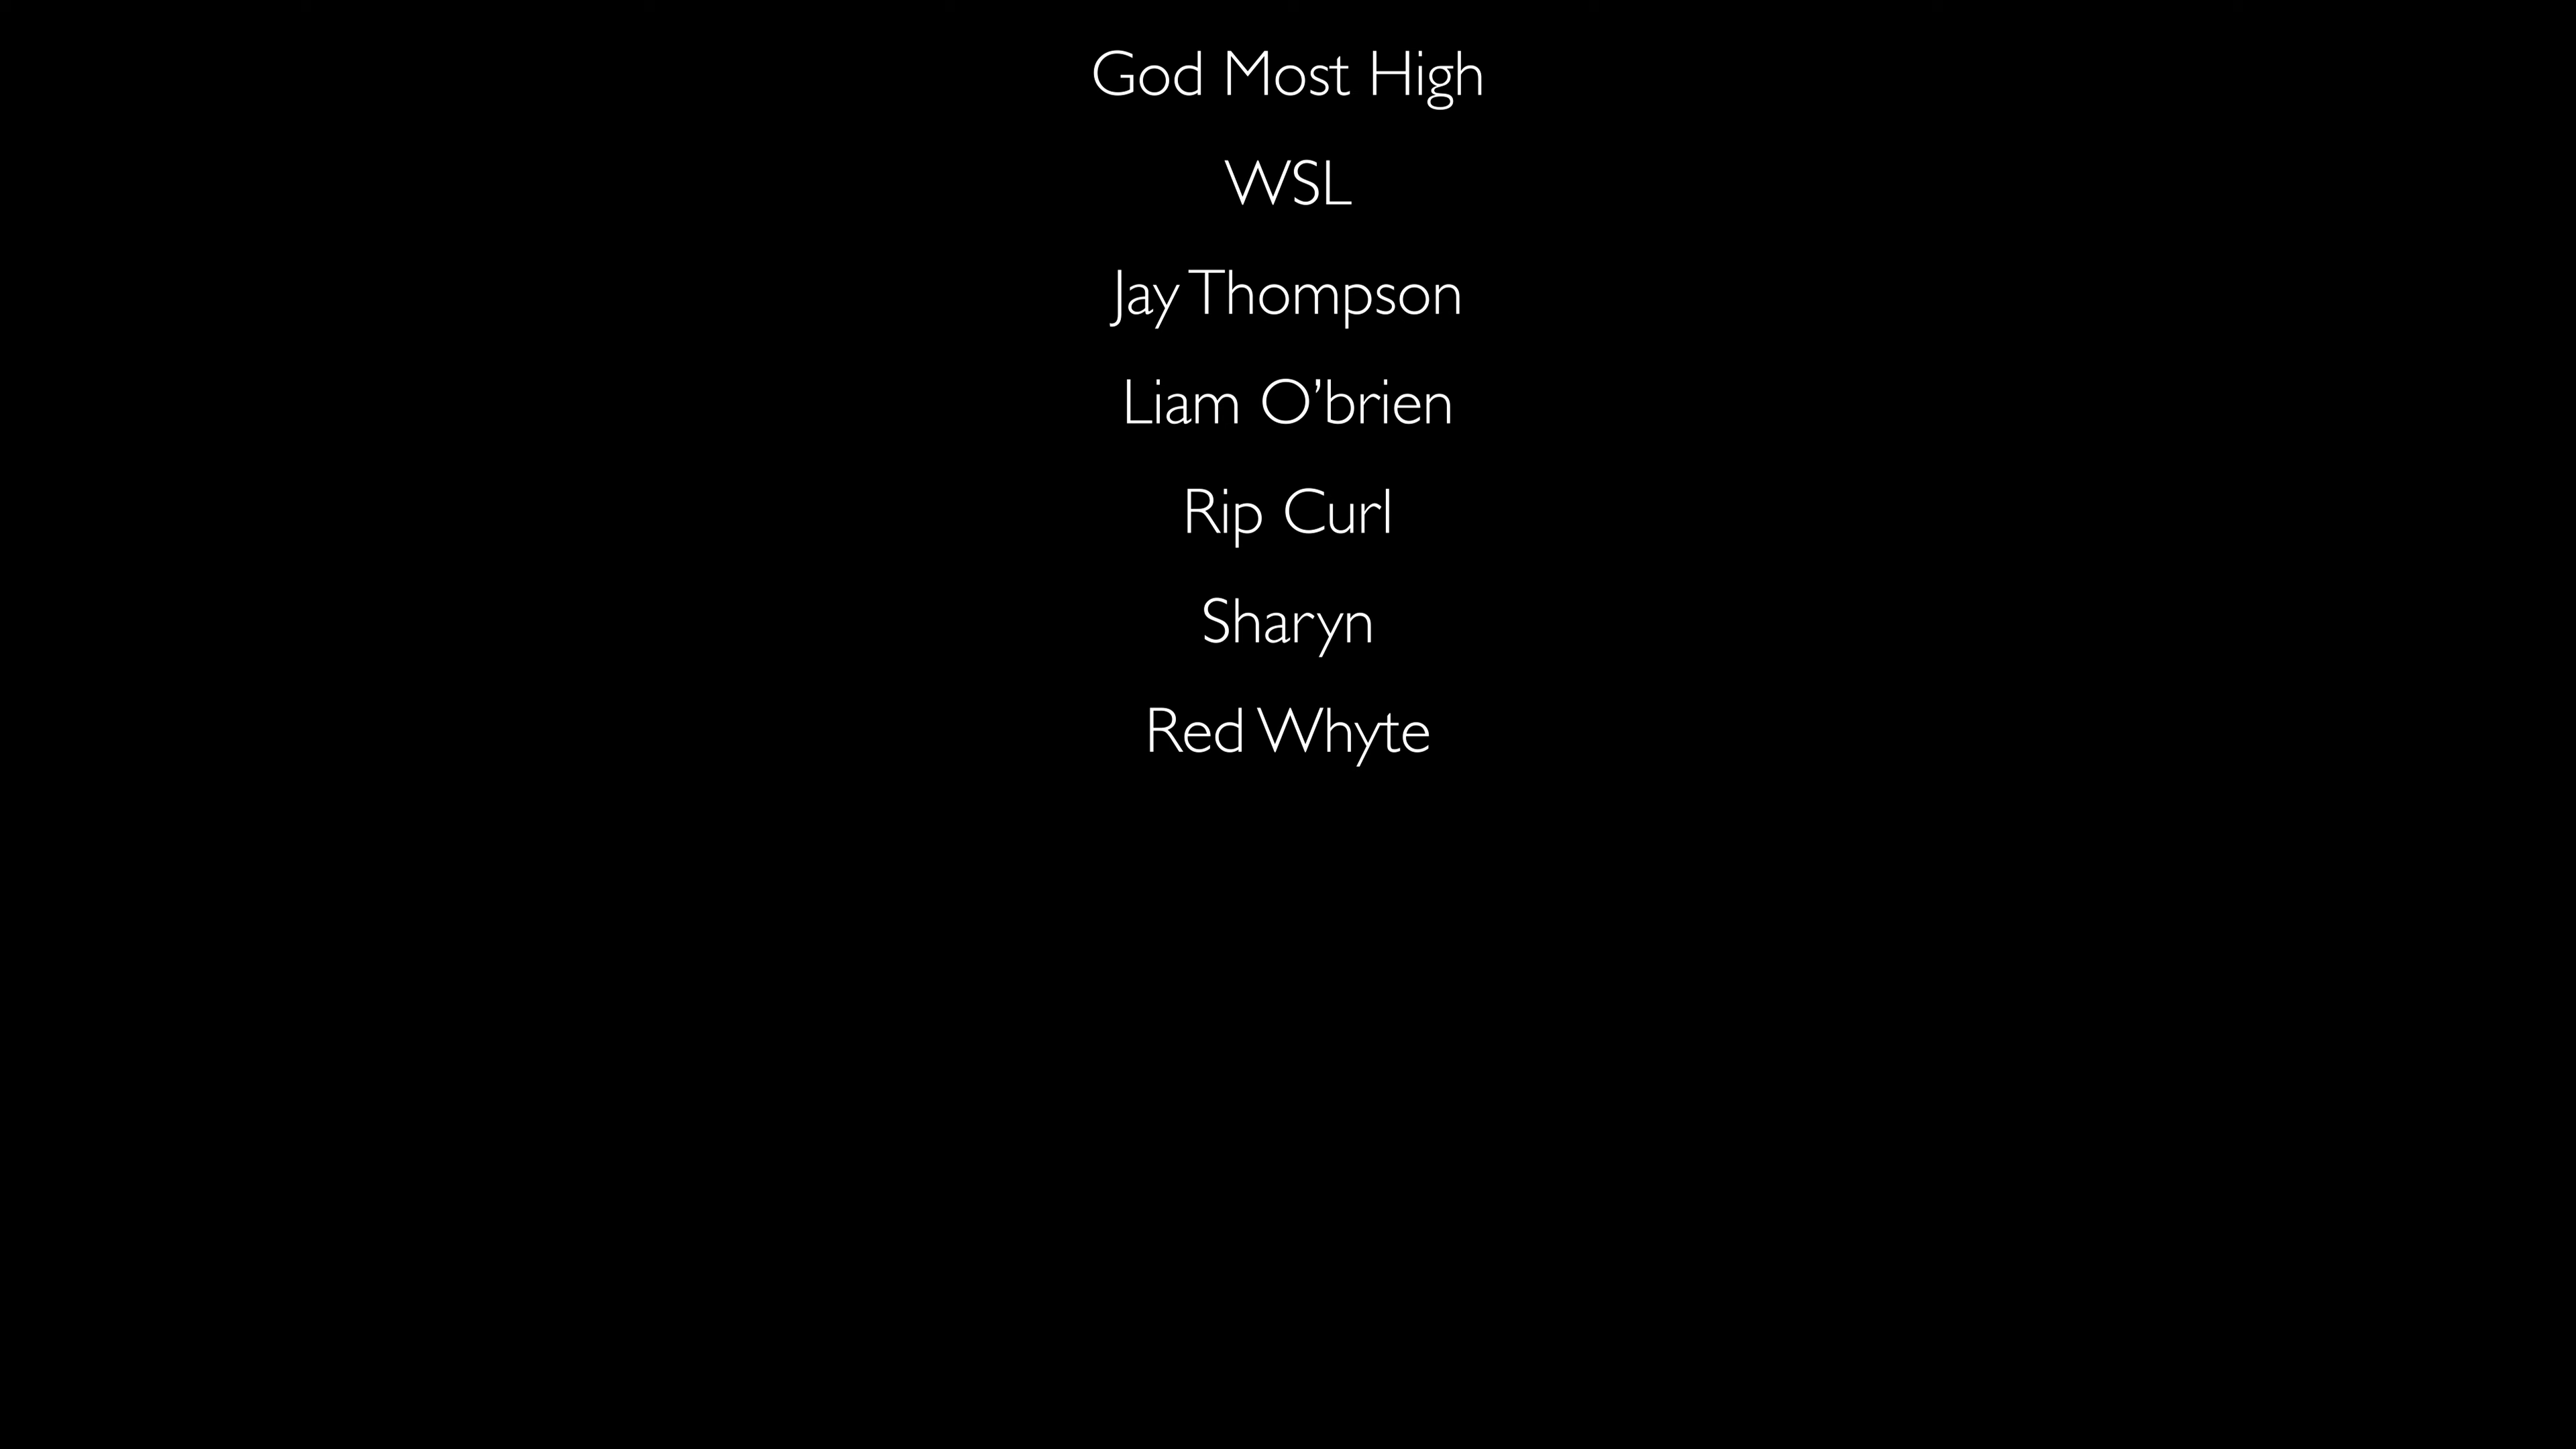 God Most High
WSL
Jay Thompson
Liam O’brien
Rip Curl
Sharyn
Red Whyte